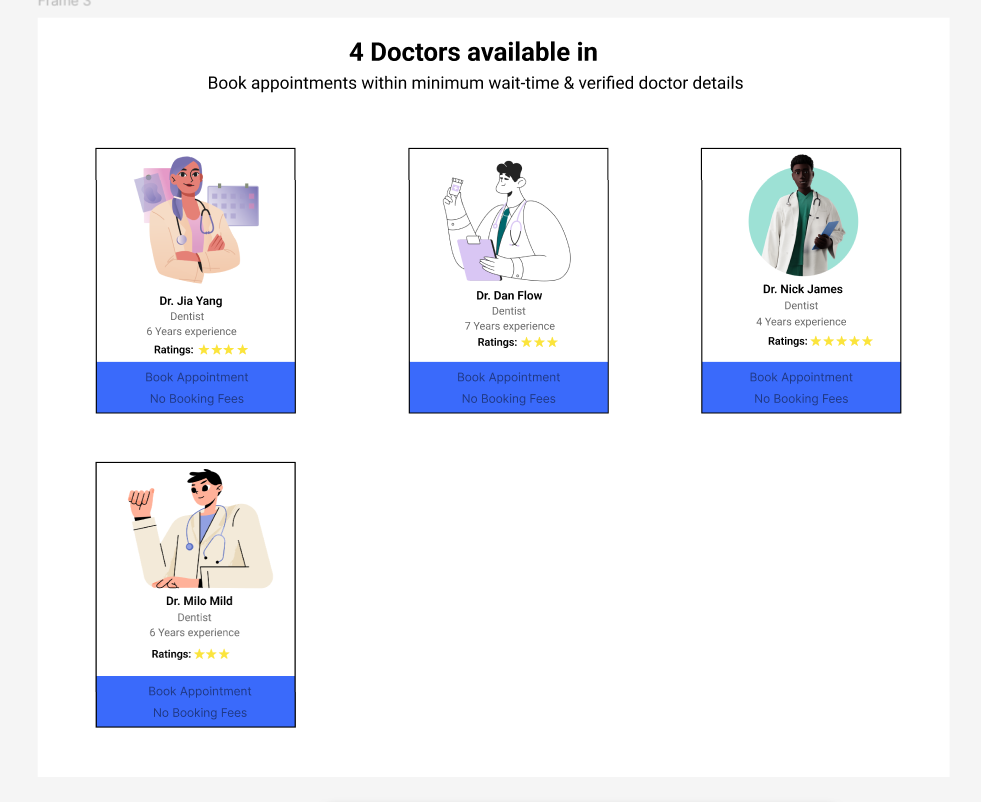 Frame 3
4 Doctors available in
Book appointments within minimum wait-time & verified doctor details
Dr. Jia Yang
Dentist
6 Years experience
Ratings:
Book Appointment
No Booking Fees
Dr. Dan Flow
Dentist
7 Years experience
Ratings:
Book Appointment
No Booking Fees
Dr. Nick James
Dentist
4 Years experience
Ratings:
Book Appointment
No Booking Fees
Dr. Milo Mild
Dentist
6 Years experience
Ratings:
Book Appointment
No Booking Fees